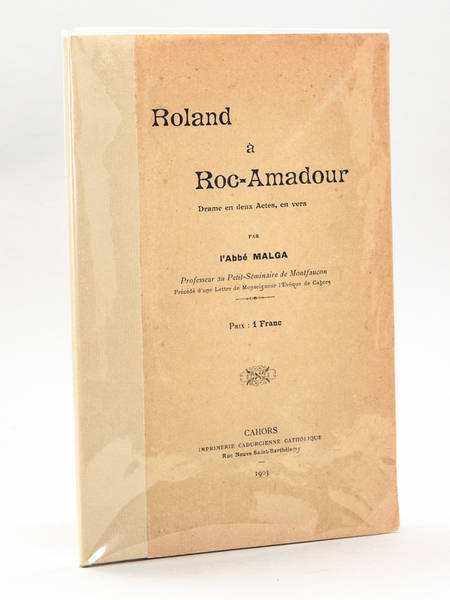 Roland
à
Roc-Amadour
Drame en deux Actes, en vers
PAR
l'Abbé MALGA
Professeur au Petit-Séminaire de Montfaucon
Précédé d'une Lettre de Monseigneur l'Evêque de Cahors
Prix : 1 Franc
CAHORS
IMPRIMERIE CADURCIENNE CATHOLIQUE
Rue Neuve Saint-Barthélemy
1903